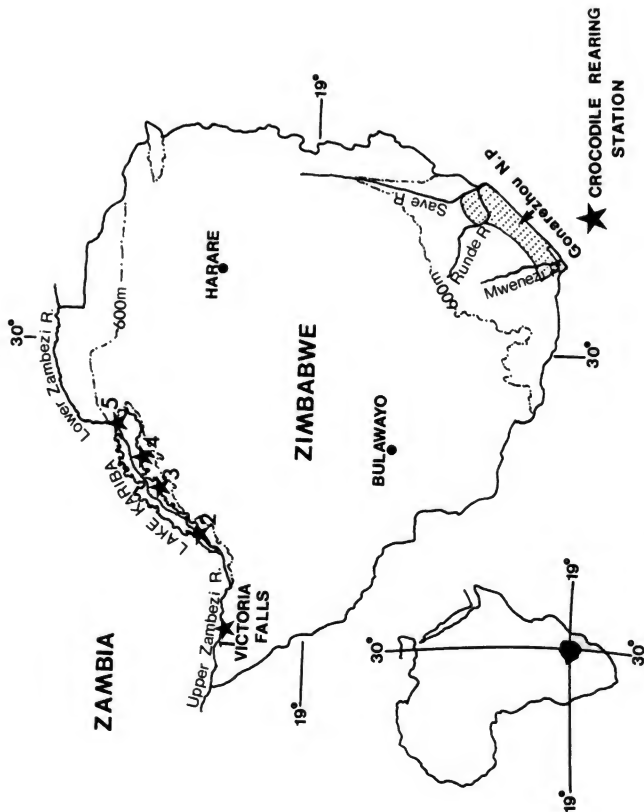 ZAMBIA
30°
Lower Zambezi R.
600m
5
4
3
2
LAKE KARIBA
Upper Zambezi R.
1
VICTORIA
FALLS
HARARE
19°
19°
ZIMBABWE
BULAWAYO
Save R.
Runde R.
600m
Mwenezi R.
Gonarezhou N.P
30°
CROCODILE REARING
STATION
30°
19°
19°
30°